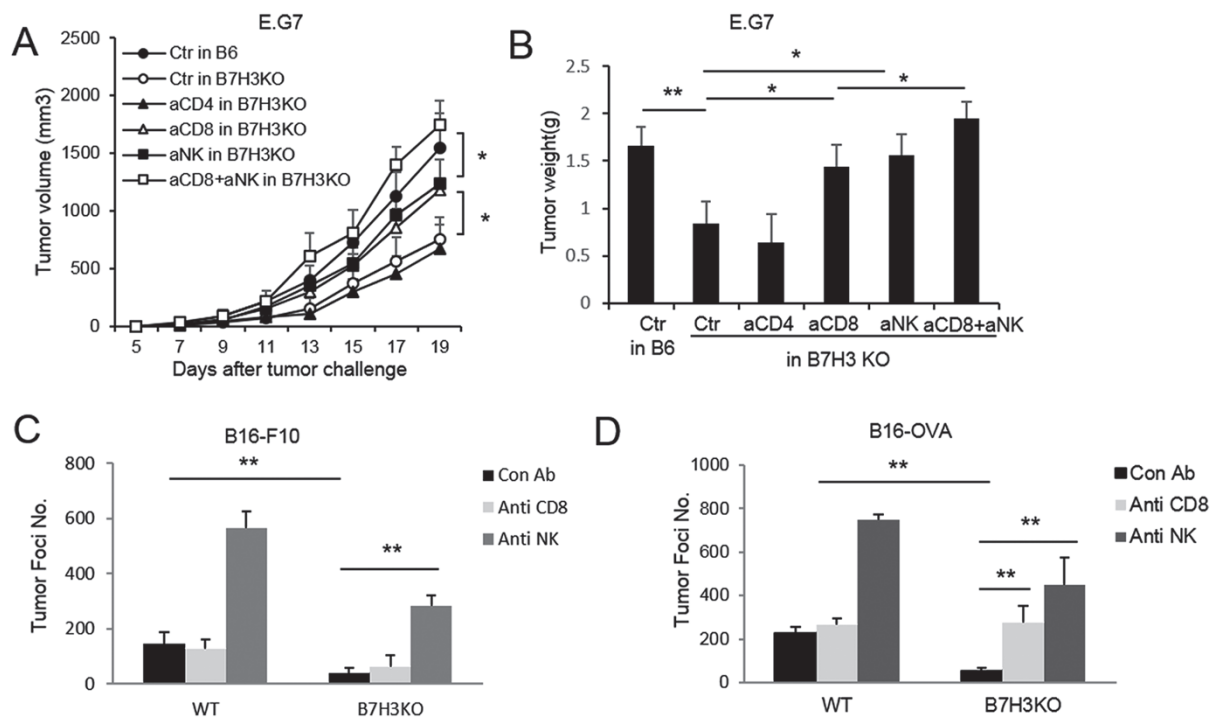 A
E.G7
2500
2000
1500
1000
500
0
Tumor volume (mm3)
Ctr in B6
Ctr in B7H3KO
aCD4 in B7H3KO
aCD8 in B7H3KO
aNK in B7H3KO
aCD8+aNK in B7H3KO
*
*
5 7 9 11 13 15 17 19
Days after tumor challenge
B
E.G7
2.5
2
1.5
1
0.5
0
Tumor weight(g)
*
** * *
Ctr in B6
Ctr aCD4 aCD8 aNK aCD8+aNK
in B7H3 KO
C
B16-F10
800
600
400
200
0
Tumor Foci No.
**
**
Con Ab
Anti CD8
Anti NK
WT B7H3KO
D
B16-OVA
1000
800
600
400
200
0
Tumor Foci No.
**
**
**
Con Ab
Anti CD8
Anti NK
WT B7H3KO